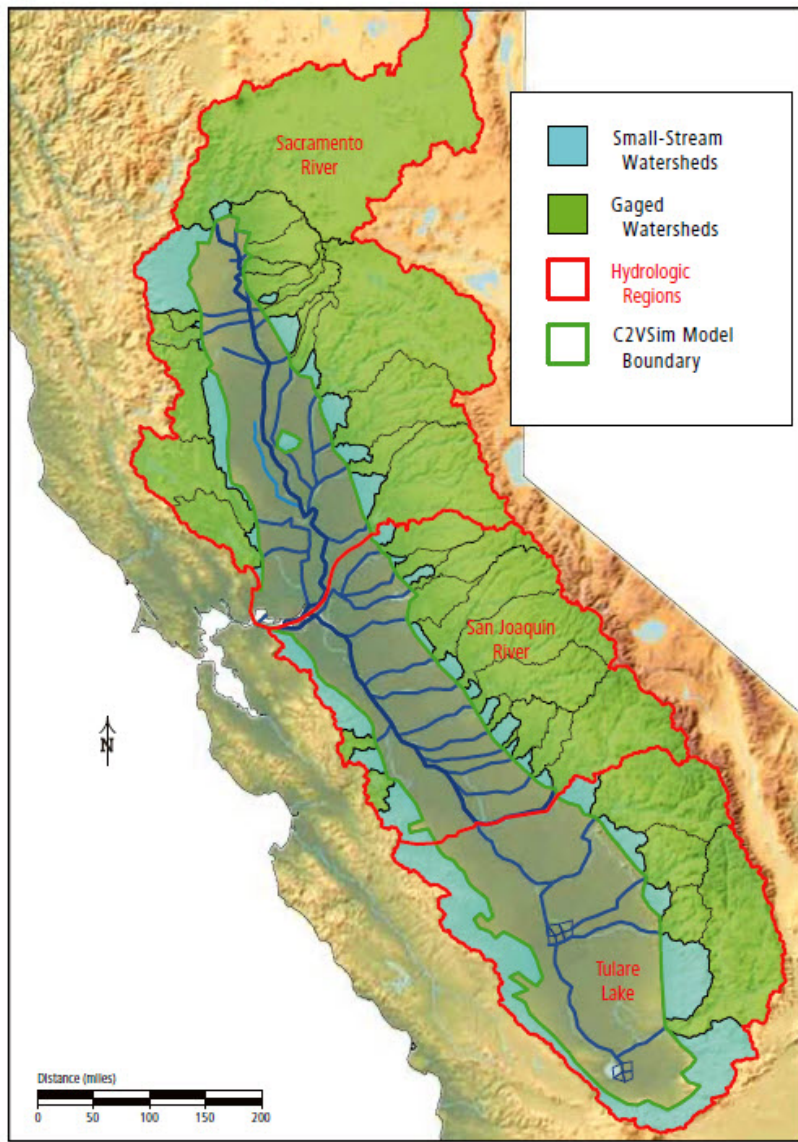 Sacramento
River
Small-Stream
Watersheds
Gaged
Watersheds
Hydrologic
Regions
C2VSim Model
Boundary
San Joaquin
River
N
Tulare
Lake
Distance (miles)
0 50 100 150 200